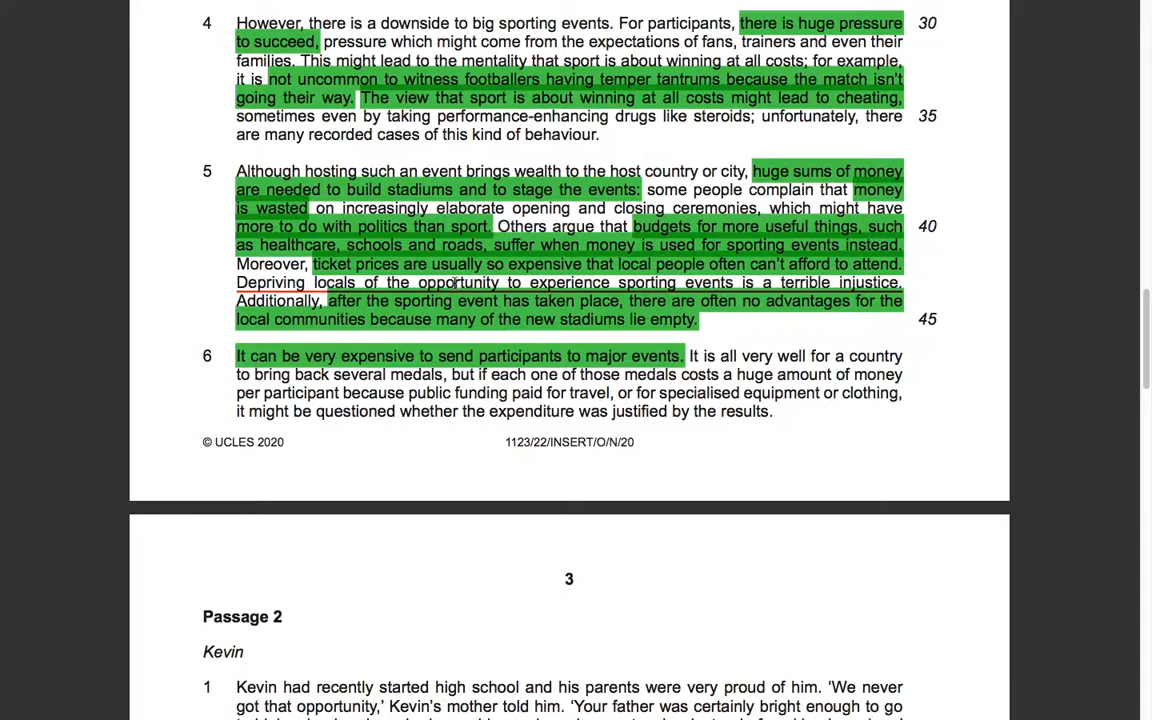 4 However, there is a downside to big sporting events. For participants, there is huge pressure 30
to succeed, pressure which might come from the expectations of fans, trainers and even their
families. This might lead to the mentality that sport is about winning at all costs; for example,
it is not uncommon to witness footballers having temper tantrums because the match isn't
going their way. The view that sport is about winning at all costs might lead to cheating,
sometimes even by taking performance-enhancing drugs like steroids; unfortunately, there 35
are many recorded cases of this kind of behaviour.
5 Although hosting such an event brings wealth to the host country or city, huge sums of money
are needed to build stadiums and to stage the events: some people complain that money
is wasted on increasingly elaborate opening and closing ceremonies, which might have
more to do with politics than sport. Others argue that budgets for more useful things, such 40
as healthcare, schools and roads, suffer when money is used for sporting events instead.
Moreover, ticket prices are usually so expensive that local people often can't afford to attend.
Depriving locals of the opportunity to experience sporting events is a terrible injustice.
Additionally, after the sporting event has taken place, there are often no advantages for the
local communities because many of the new stadiums lie empty. 45
6 It can be very expensive to send participants to major events. It is all very well for a country
to bring back several medals, but if each one of those medals costs a huge amount of money
per participant because public funding paid for travel, or for specialised equipment or clothing,
it might be questioned whether the expenditure was justified by the results.
© UCLES 2020 1123/22/INSERT/O/N/20
3
Passage 2
Kevin
1 Kevin had recently started high school and his parents were very proud of him. 'We never
got that opportunity,' Kevin's mother told him. 'Your father was certainly bright enough to go